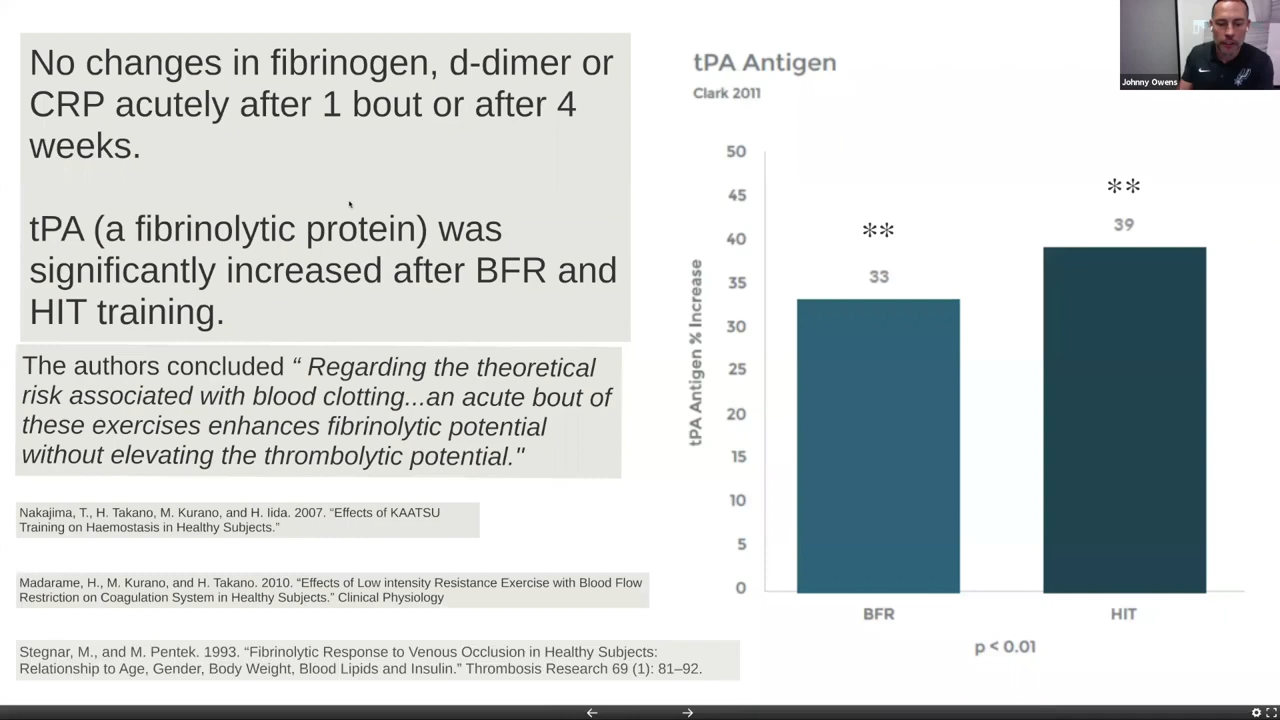 No changes in fibrinogen, d-dimer or
CRP acutely after 1 bout or after 4
weeks.
tPA (a fibrinolytic protein) was
significantly increased after BFR and
HIT training.
The authors concluded “ Regarding the theoretical
risk associated with blood clotting...an acute bout of
these exercises enhances fibrinolytic potential
without elevating the thrombolytic potential."
Nakajima, T., H. Takano, M. Kurano, and H. Iida. 2007. “Effects of KAATSU
Training on Haemostasis in Healthy Subjects.”
Madarame, H., M. Kurano, and H. Takano. 2010. “Effects of Low intensity Resistance Exercise with Blood Flow
Restriction on Coagulation System in Healthy Subjects.” Clinical Physiology
Stegnar, M., and M. Pentek. 1993. “Fibrinolytic Response to Venous Occlusion in Healthy Subjects:
Relationship to Age, Gender, Body Weight, Blood Lipids and Insulin.” Thrombosis Research 69 (1): 81–92.
tPA Antigen
Clark 2011
tPA Antigen % Increase
50
45
40
35
30
25
20
15
10
5
0
**
33
**
39
BFR
HIT
p < 0.01
Johnny Owens